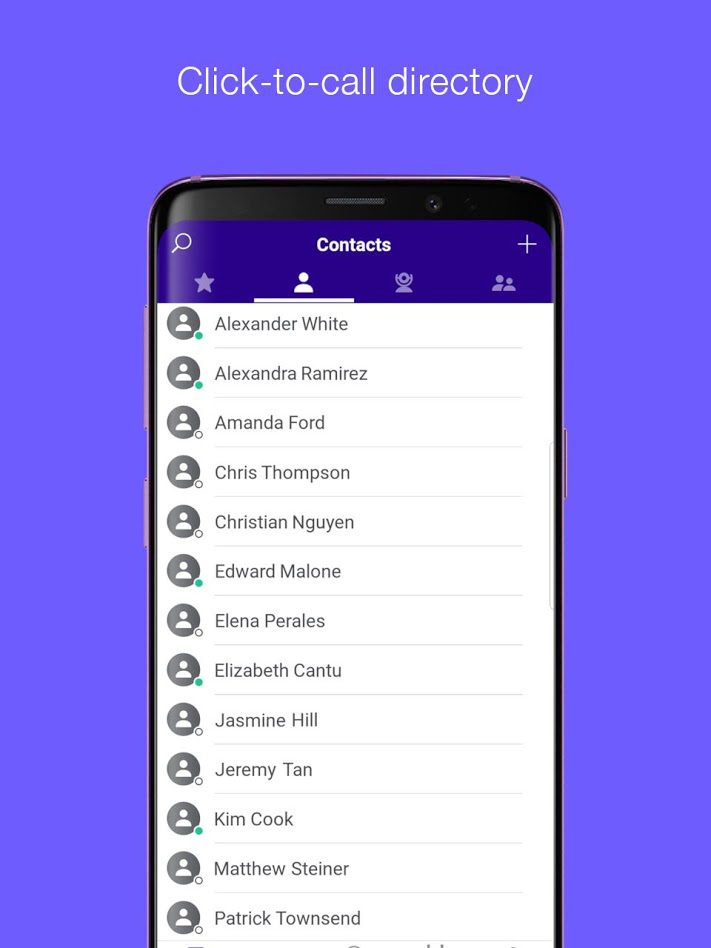 Click-to-call directory
Contacts
Alexander White
Alexandra Ramirez
Amanda Ford
Chris Thompson
Christian Nguyen
Edward Malone
Elena Perales
Elizabeth Cantu
Jasmine Hill
Jeremy Tan
Kim Cook
Matthew Steiner
Patrick Townsend